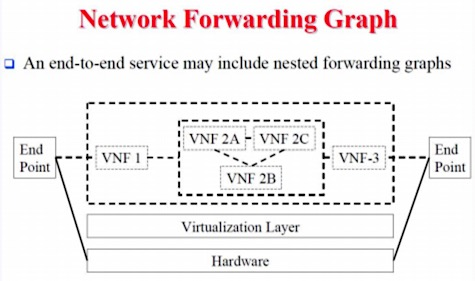 Network Forwarding Graph
An end-to-end service may include nested forwarding graphs
End
Point
VNF 1
VNF 2A
VNF 2C
VNF 2B
VNF-3
End
Point
Virtualization Layer
Hardware